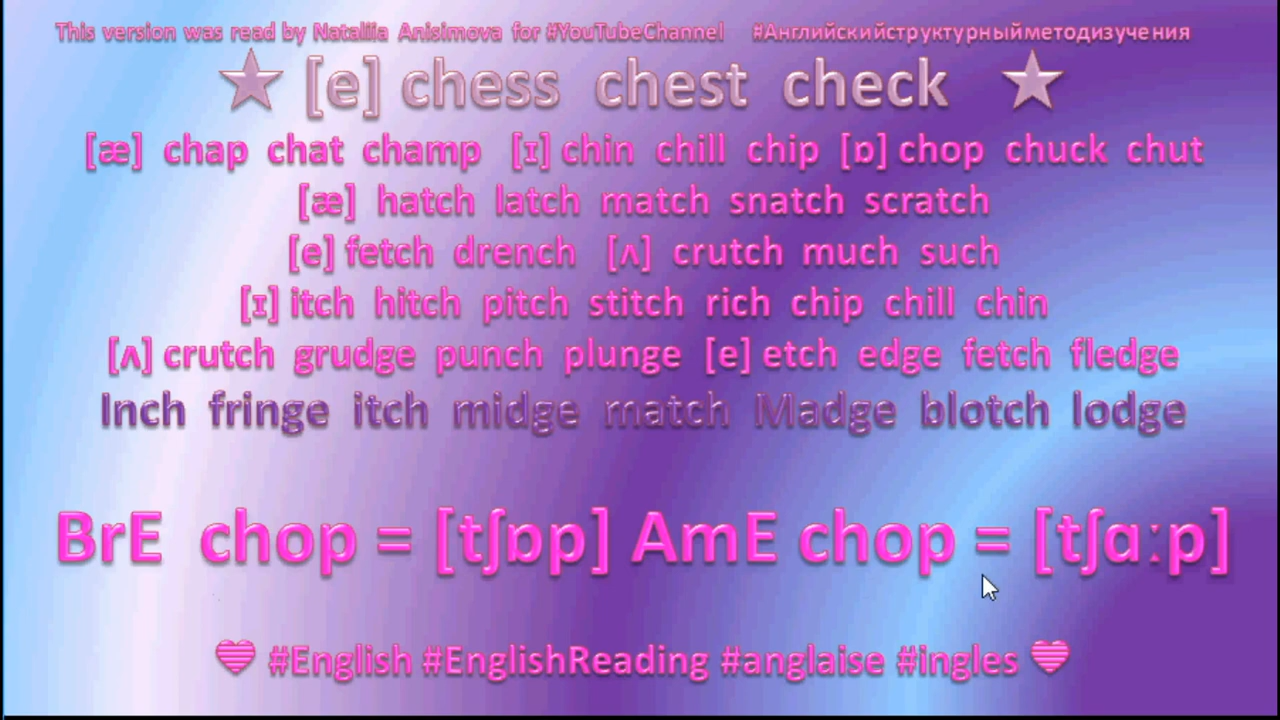 This version was read by Nataliia Anisimova for #YouTubeChannel #Английскийструктурныйметодизучения
★ [e] chess chest check ★
[æ] chap chat champ [ɪ] chin chill chip [ɒ] chop chuck chut
[æ] hatch latch match snatch scratch
[e] fetch drench [ʌ] crutch much such
[ɪ] itch hitch pitch stitch rich chip chill chin
[ʌ] crutch grudge punch plunge [e] etch edge fetch fledge
Inch fringe itch midge match Madge blotch lodge
BrE chop = [tʃɒp] AmE chop = [tʃɑːp]
#English #EnglishReading #anglaise #ingles